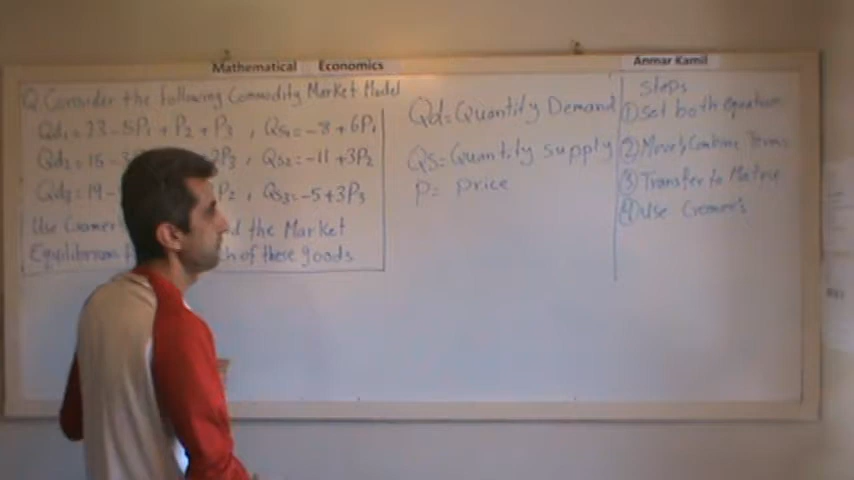 Mathematical Economics
Anmar Kamil
Q Consider the following Commodity Market Model
Qd1=23-5P1+P2+P3 , Qs1=-8+6P1
Qd2=16-3P 2P3 , Qs2=-11+3P2
Qd3=19- P2 , Qs3=-5+3P3
Use Cramer d the Market
Equilibrium h of these goods
Qd=Quantity Demand
Qs=Quantity supply
P= price
Steps
① Set both equation
② Move & Combine Terms
③ Transfer to Matrix
④ Use Cramer's